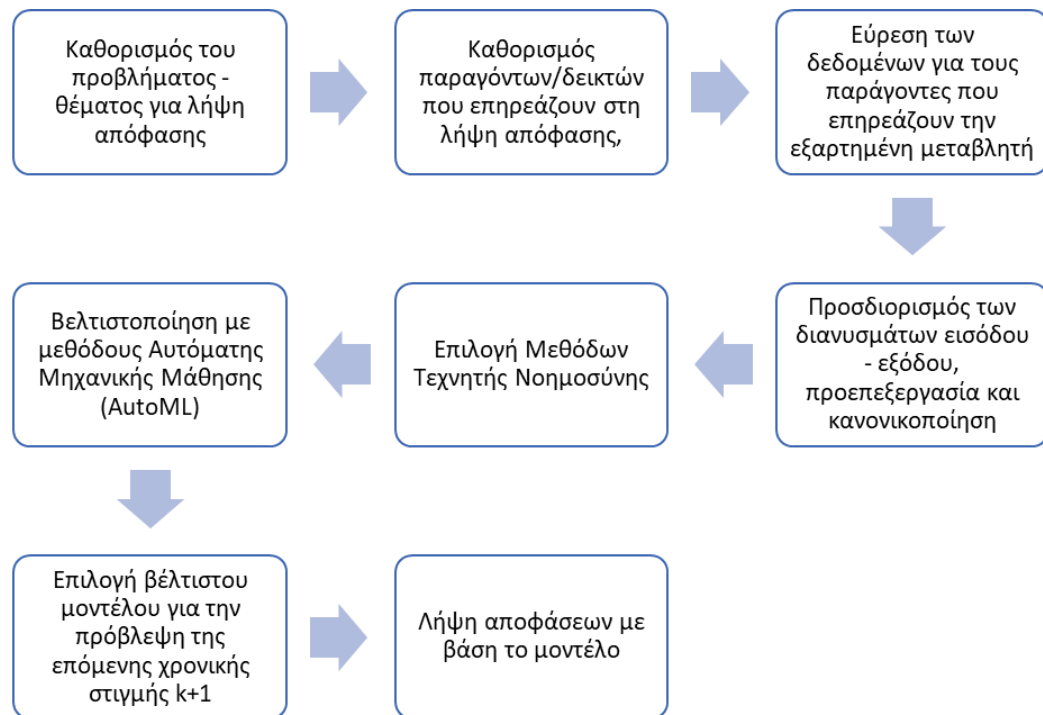 Καθορισμός του
προβλήματος -
θέματος για λήψη
απόφασης
Καθορισμός
παραγόντων/δεικτών
που επηρεάζουν στη
λήψη απόφασης,
Εύρεση των
δεδομένων για τους
παράγοντες που
επηρεάζουν την
εξαρτημένη μεταβλητή
Προσδιορισμός των
διανυσμάτων εισόδου
- εξόδου,
προεπεξεργασία και
κανονικοποίηση
Επιλογή Μεθόδων
Τεχνητής Νοημοσύνης
Βελτιστοποίηση με
μεθόδους Αυτόματης
Μηχανικής Μάθησης
(AutoML)
Επιλογή βέλτιστου
μοντέλου για την
πρόβλεψη της
επόμενης χρονικής
στιγμής k+1
Λήψη αποφάσεων με
βάση το μοντέλο